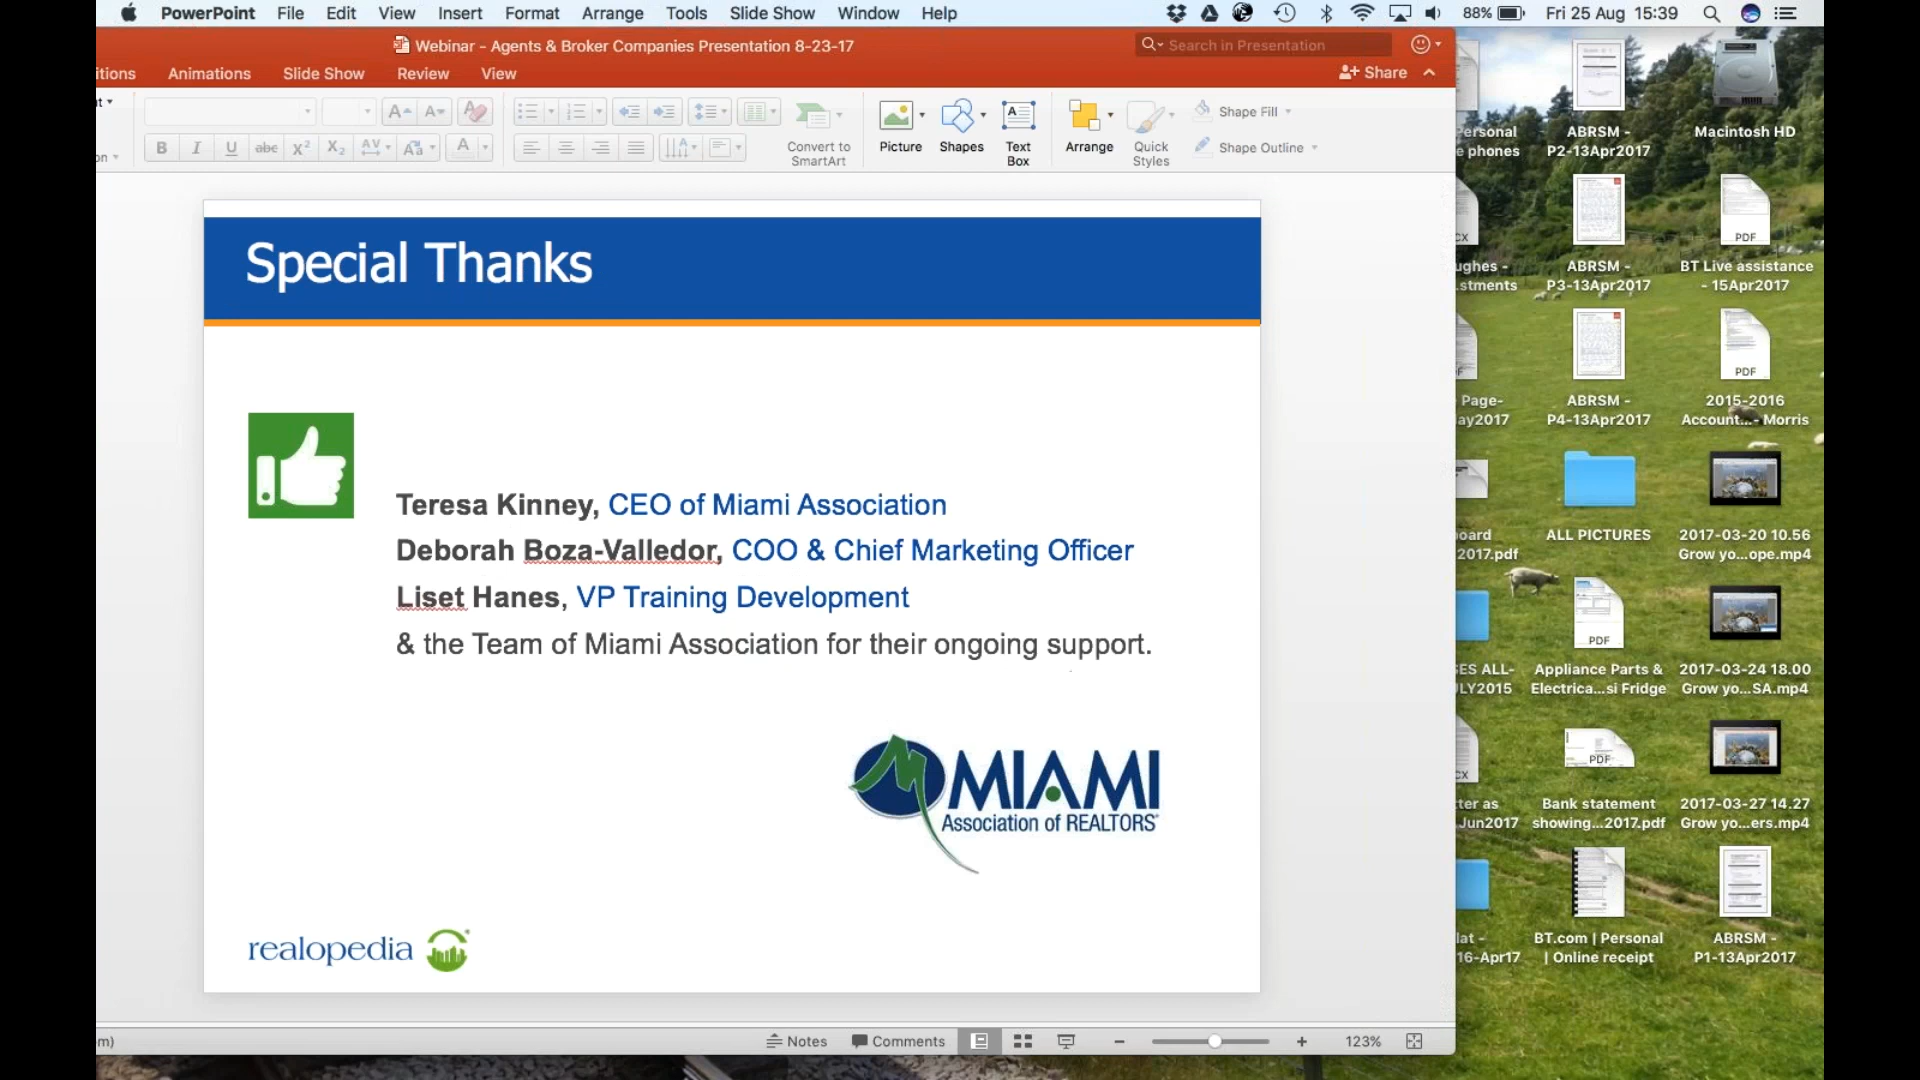 PowerPoint File Edit View Insert Format Arrange Tools Slide Show Window Help 88% Fri 25 Aug 15:39
Webinar - Agents & Broker Companies Presentation 8-23-17
Search in Presentation
itions Animations Slide Show Review View Share
Shape Fill
Shape Outline
Convert to SmartArt
Picture
Shapes
Text Box
Arrange
Quick Styles
Special Thanks
Teresa Kinney, CEO of Miami Association
Deborah Boza-Valledor, COO & Chief Marketing Officer
Liset Hanes, VP Training Development
& the Team of Miami Association for their ongoing support.
MIAMI
Association of REALTORS®
realopedia
Notes Comments 123%
Personal
e phones
ABRSM -
P2-13Apr2017
Macintosh HD
ughes -
.stments
ABRSM -
P3-13Apr2017
PDF
BT Live assistance
- 15Apr2017
Page-
ay2017
ABRSM -
P4-13Apr2017
PDF
2015-2016
Account...- Morris
oard
2017.pdf
ALL PICTURES
2017-03-20 10.56
Grow yo...ope.mp4
GES ALL-
LY2015
PDF
Appliance Parts &
Electrica...si Fridge
2017-03-24 18.00
Grow yo...SA.mp4
tter as
Jun2017
PDF
Bank statement
showing...2017.pdf
2017-03-27 14.27
Grow yo...ers.mp4
lat -
16-Apr17
BT.com | Personal
| Online receipt
ABRSM -
P1-13Apr2017